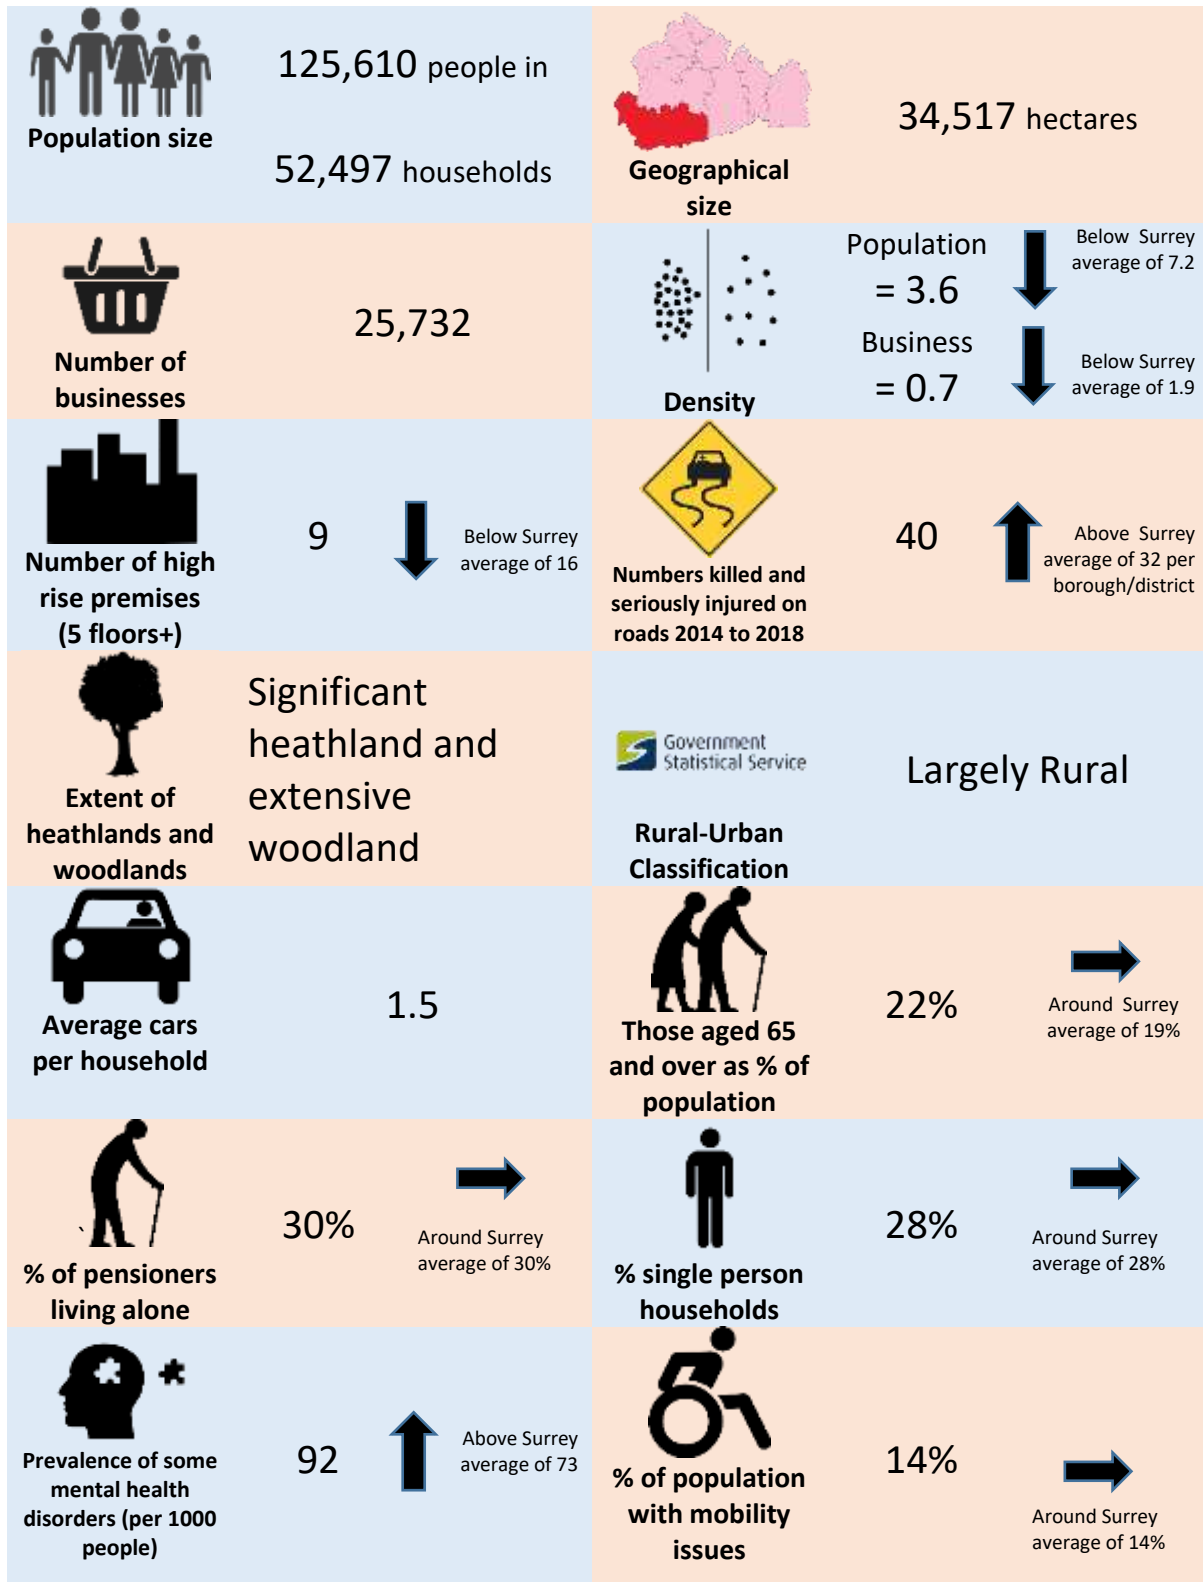 125,610 people in
52,497 households
Population size
34,517 hectares
Geographical
size
25,732
Number of
businesses
Population
= 3.6
Below Surrey
average of 7.2
Business
= 0.7
Below Surrey
average of 1.9
Density
9
Below Surrey
average of 16
Number of high
rise premises
(5 floors+)
40
Above Surrey
average of 32 per
borough/district
Numbers killed and
seriously injured on
roads 2014 to 2018
Significant
heathland and
extensive
woodland
Extent of
heathlands and
woodlands
Government
Statistical Service
Largely Rural
Rural-Urban
Classification
1.5
Average cars
per household
22%
Around Surrey
average of 19%
Those aged 65
and over as % of
population
`
30%
Around Surrey
average of 30%
% of pensioners
living alone
28%
Around Surrey
average of 28%
% single person
households
92
Above Surrey
average of 73
Prevalence of some
mental health
disorders (per 1000
people)
14%
Around Surrey
average of 14%
% of population
with mobility
issues